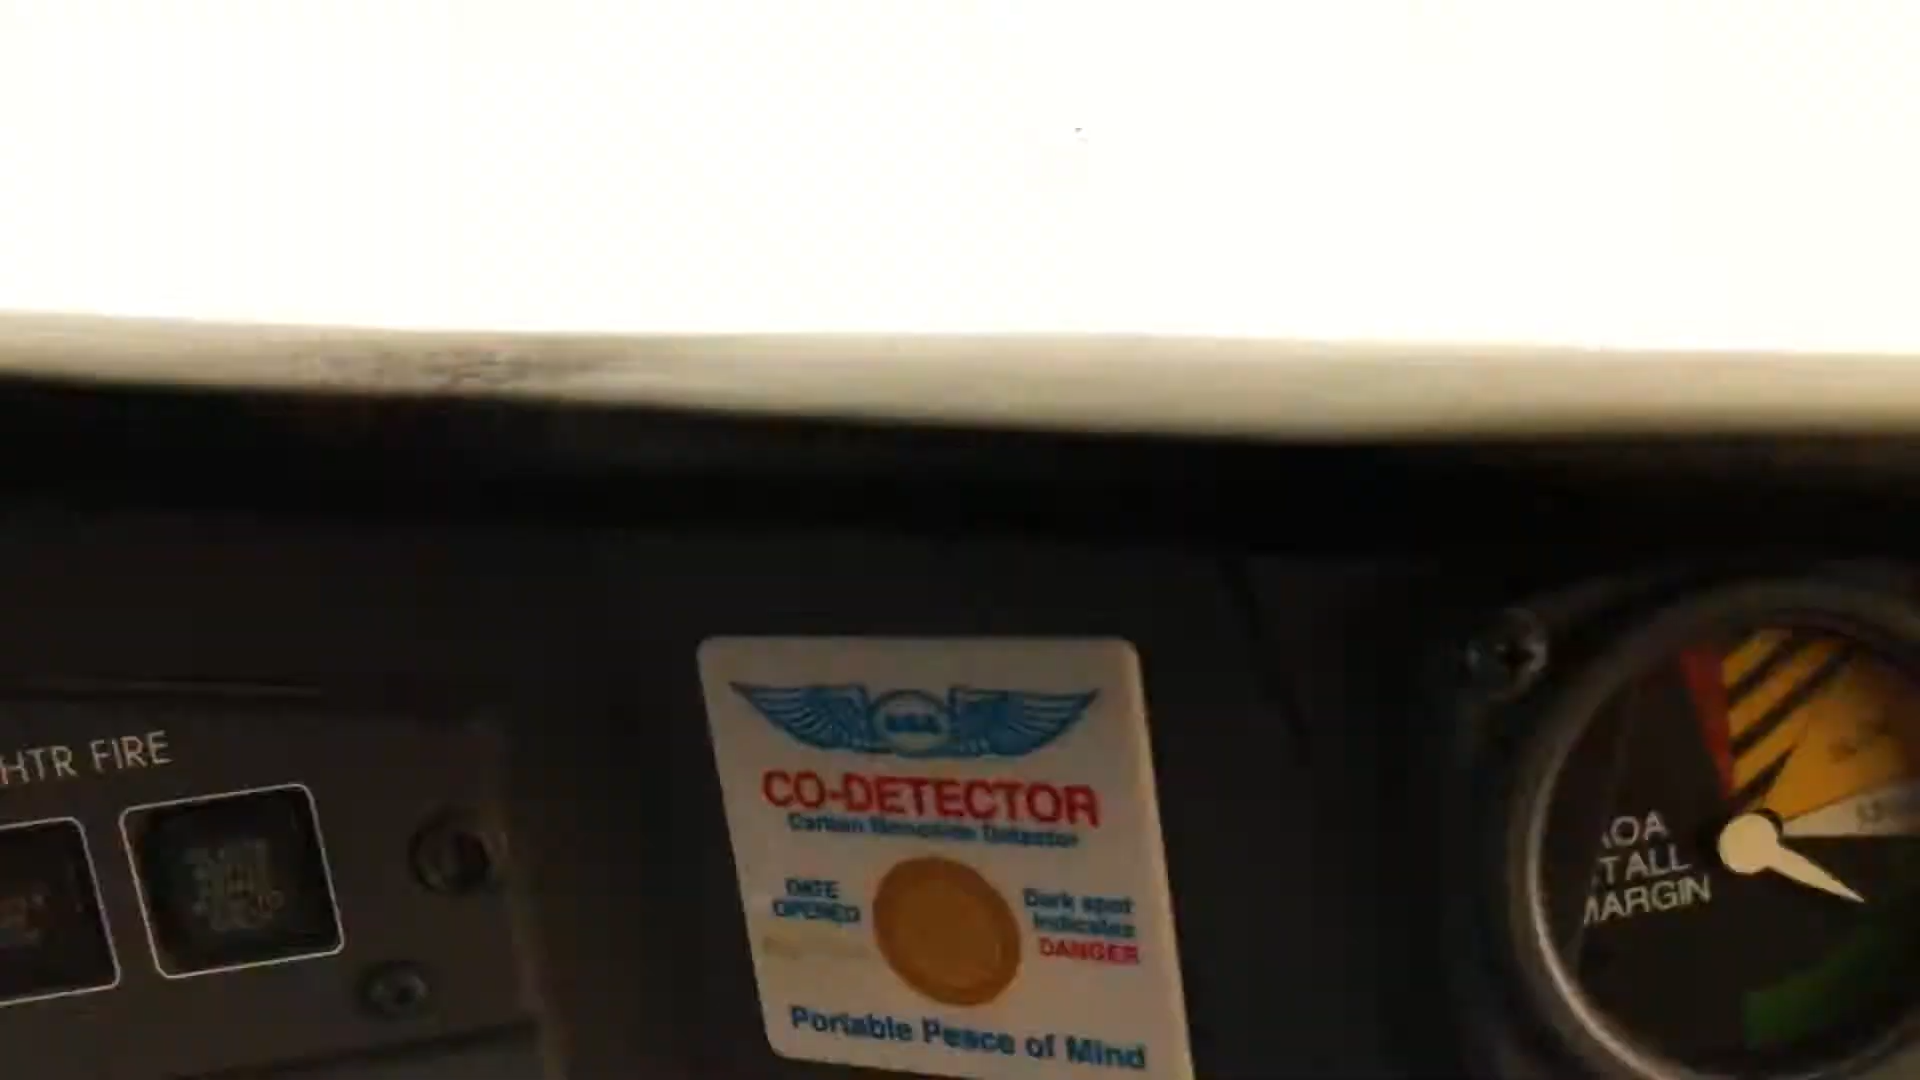 HTR FIRE
CO-DETECTOR
Carbon Monoxide Detector
DATE
OPENED
Dark spot
indicates
DANGER
Portable Peace of Mind
AOA
STALL
MARGIN